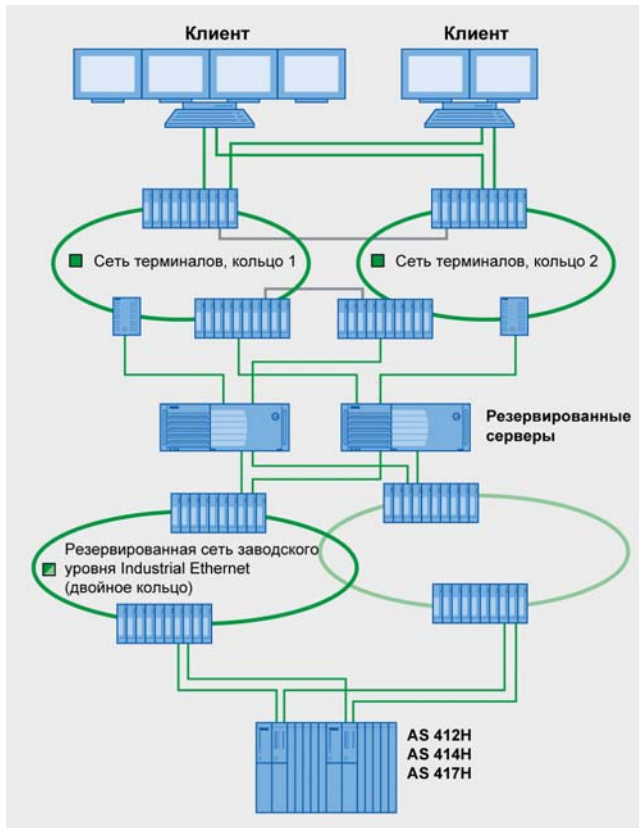 Клиент
Клиент
Сеть терминалов, кольцо 1
Сеть терминалов, кольцо 2
Резервированные
серверы
Резервированная сеть заводского
уровня Industrial Ethernet
(двойное кольцо)
AS 412H
AS 414H
AS 417H